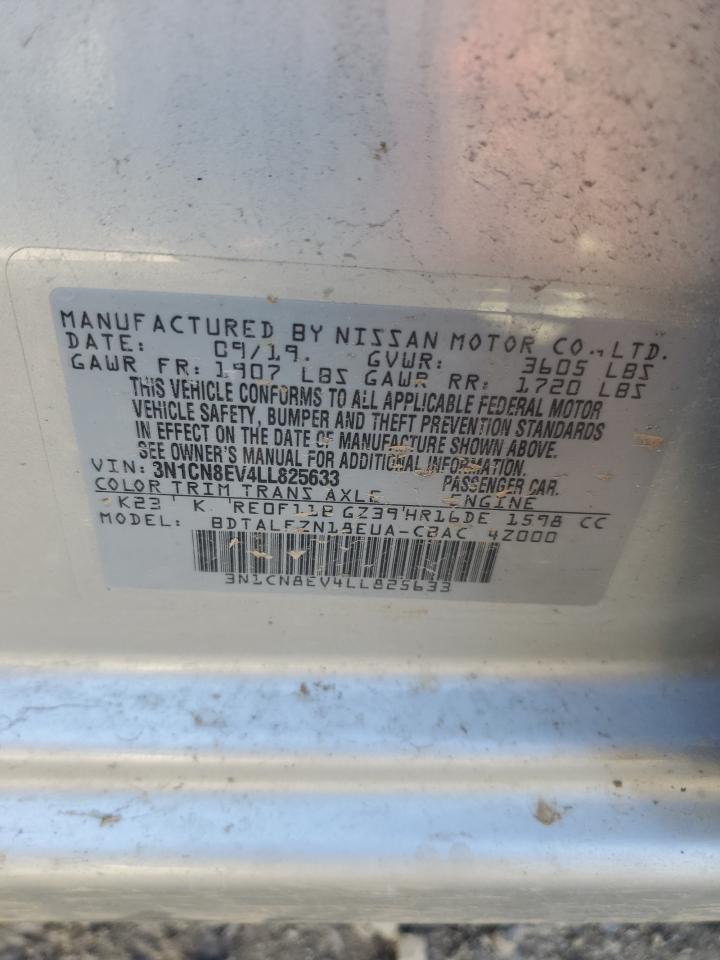 MANUFACTURED BY NISSAN MOTOR CO., LTD.
DATE: 09/19. GVWR: 3605 LBS
GAWR FR: 1907 LBS GAWR RR: 1720 LBS
THIS VEHICLE CONFORMS TO ALL APPLICABLE FEDERAL MOTOR
VEHICLE SAFETY, BUMPER AND THEFT PREVENTION STANDARDS
IN EFFECT ON THE DATE OF MANUFACTURE SHOWN ABOVE.
SEE OWNER'S MANUAL FOR ADDITIONAL INFORMATION.
VIN: 3N1CN8EV4LL825633 PASSENGER CAR.
COLOR TRIM TRANS AXLE ENGINE
K23 K GZ39 HR16DE 1598 CC
MODEL: 4Z000
3N1CN8EV4LL825633